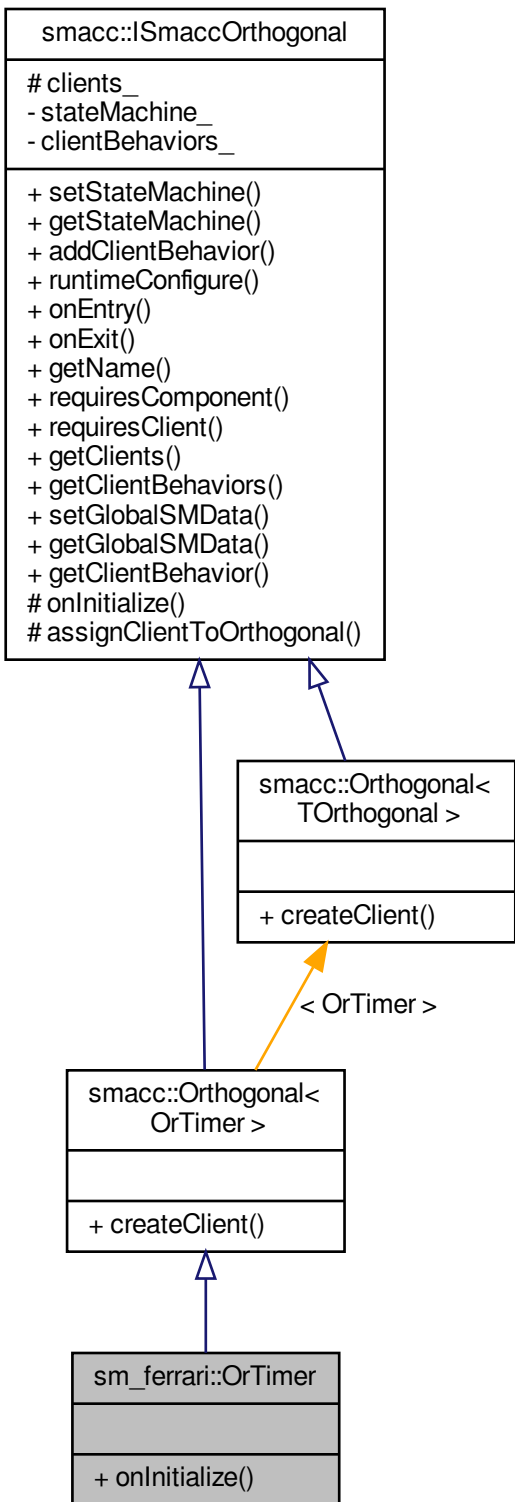 smacc::ISmaccOrthogonal
# clients_
- stateMachine_
- clientBehaviors_
+ setStateMachine()
+ getStateMachine()
+ addClientBehavior()
+ runtimeConfigure()
+ onEntry()
+ onExit()
+ getName()
+ requiresComponent()
+ requiresClient()
+ getClients()
+ getClientBehaviors()
+ setGlobalSMData()
+ getGlobalSMData()
+ getClientBehavior()
# onInitialize()
# assignClientToOrthogonal()
smacc::Orthogonal<
TOrthogonal >
+ createClient()
< OrTimer >
smacc::Orthogonal<
OrTimer >
+ createClient()
sm_ferrari::OrTimer
+ onInitialize()